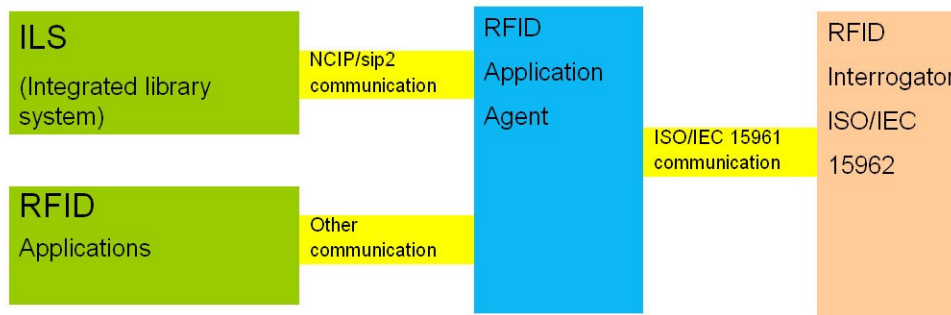 ILS
(Integrated library
system)
NCIP/sip2
communication
RFID
Application
Agent
RFID
Interrogator
ISO/IEC
15962
ISO/IEC 15961
communication
RFID
Applications
Other
communication